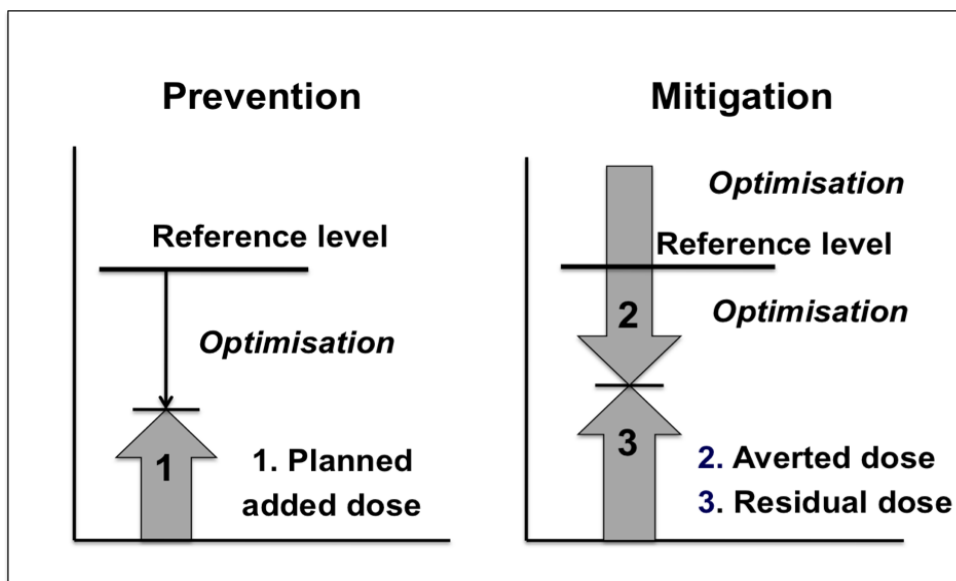 Prevention
Reference level
Optimisation
1
1. Planned
added dose
Mitigation
Optimisation
Reference level
Optimisation
2
3
2. Averted dose
3. Residual dose